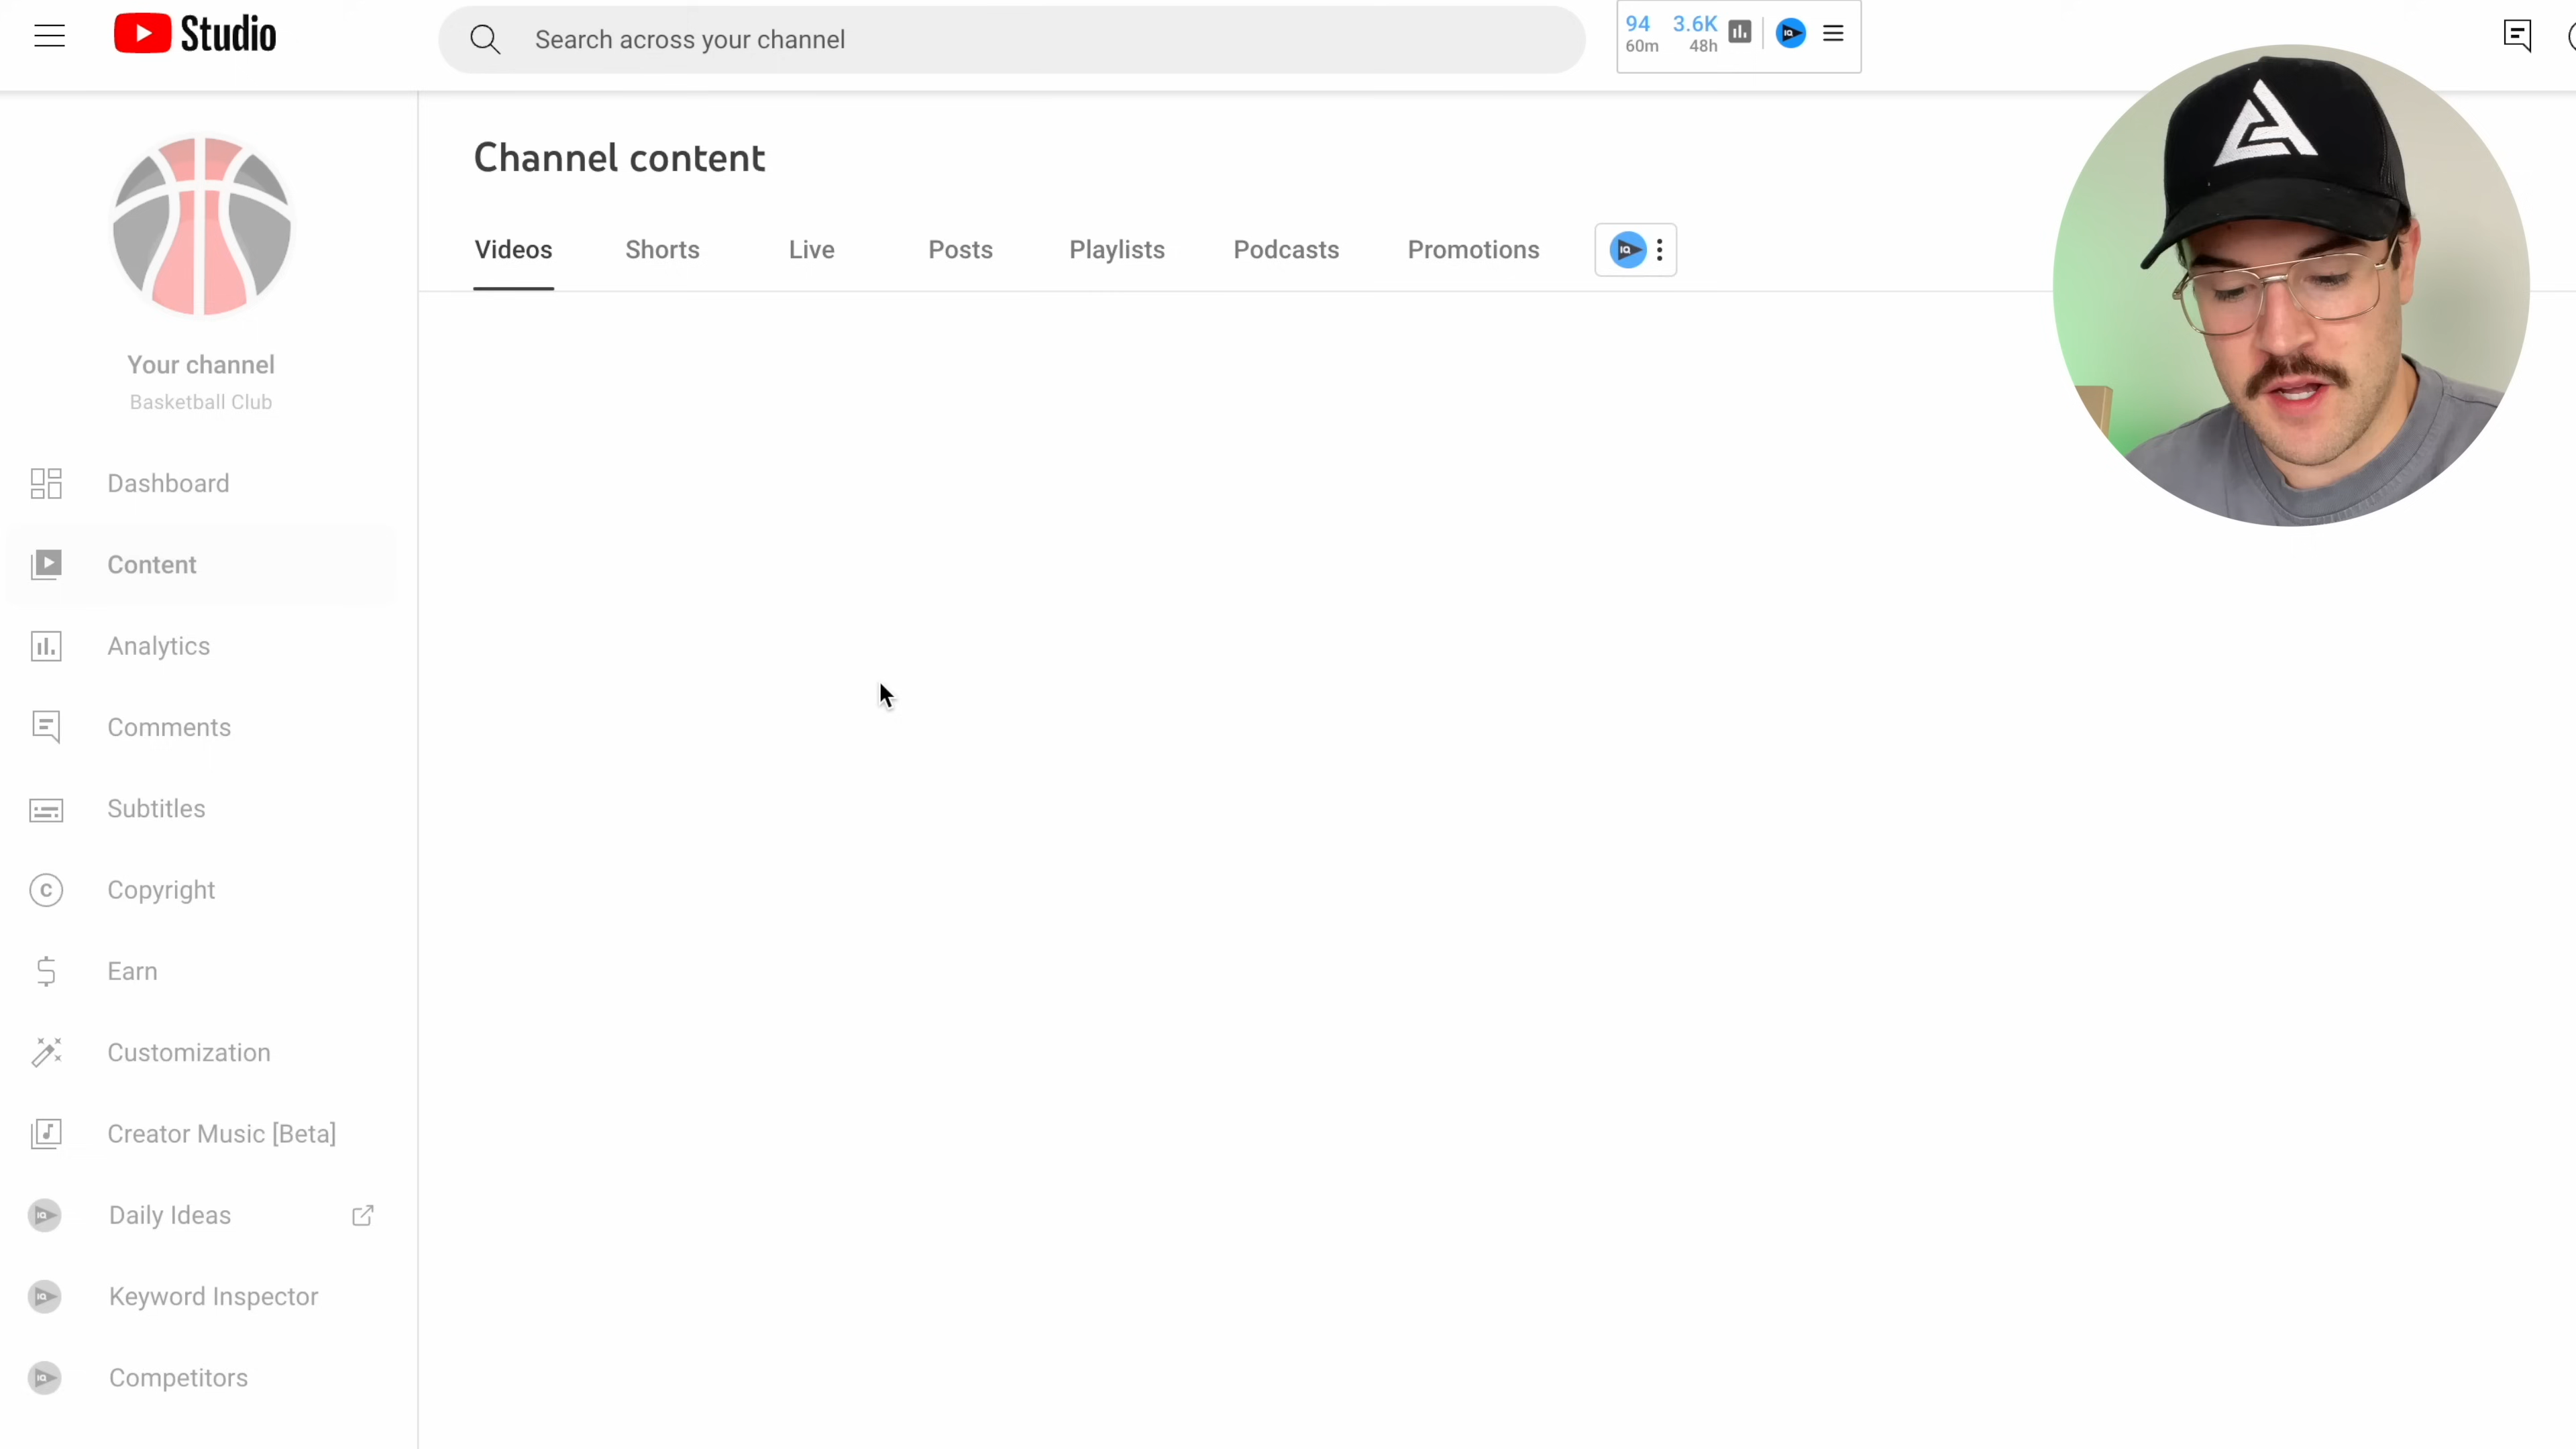 Studio
Search across your channel
94 3.6K
60m 48h
Channel content
Videos Shorts Live Posts Playlists Podcasts Promotions
Your channel
Basketball Club
Dashboard
Content
Analytics
Comments
Subtitles
Copyright
Earn
Customization
Creator Music [Beta]
Daily Ideas
Keyword Inspector
Competitors